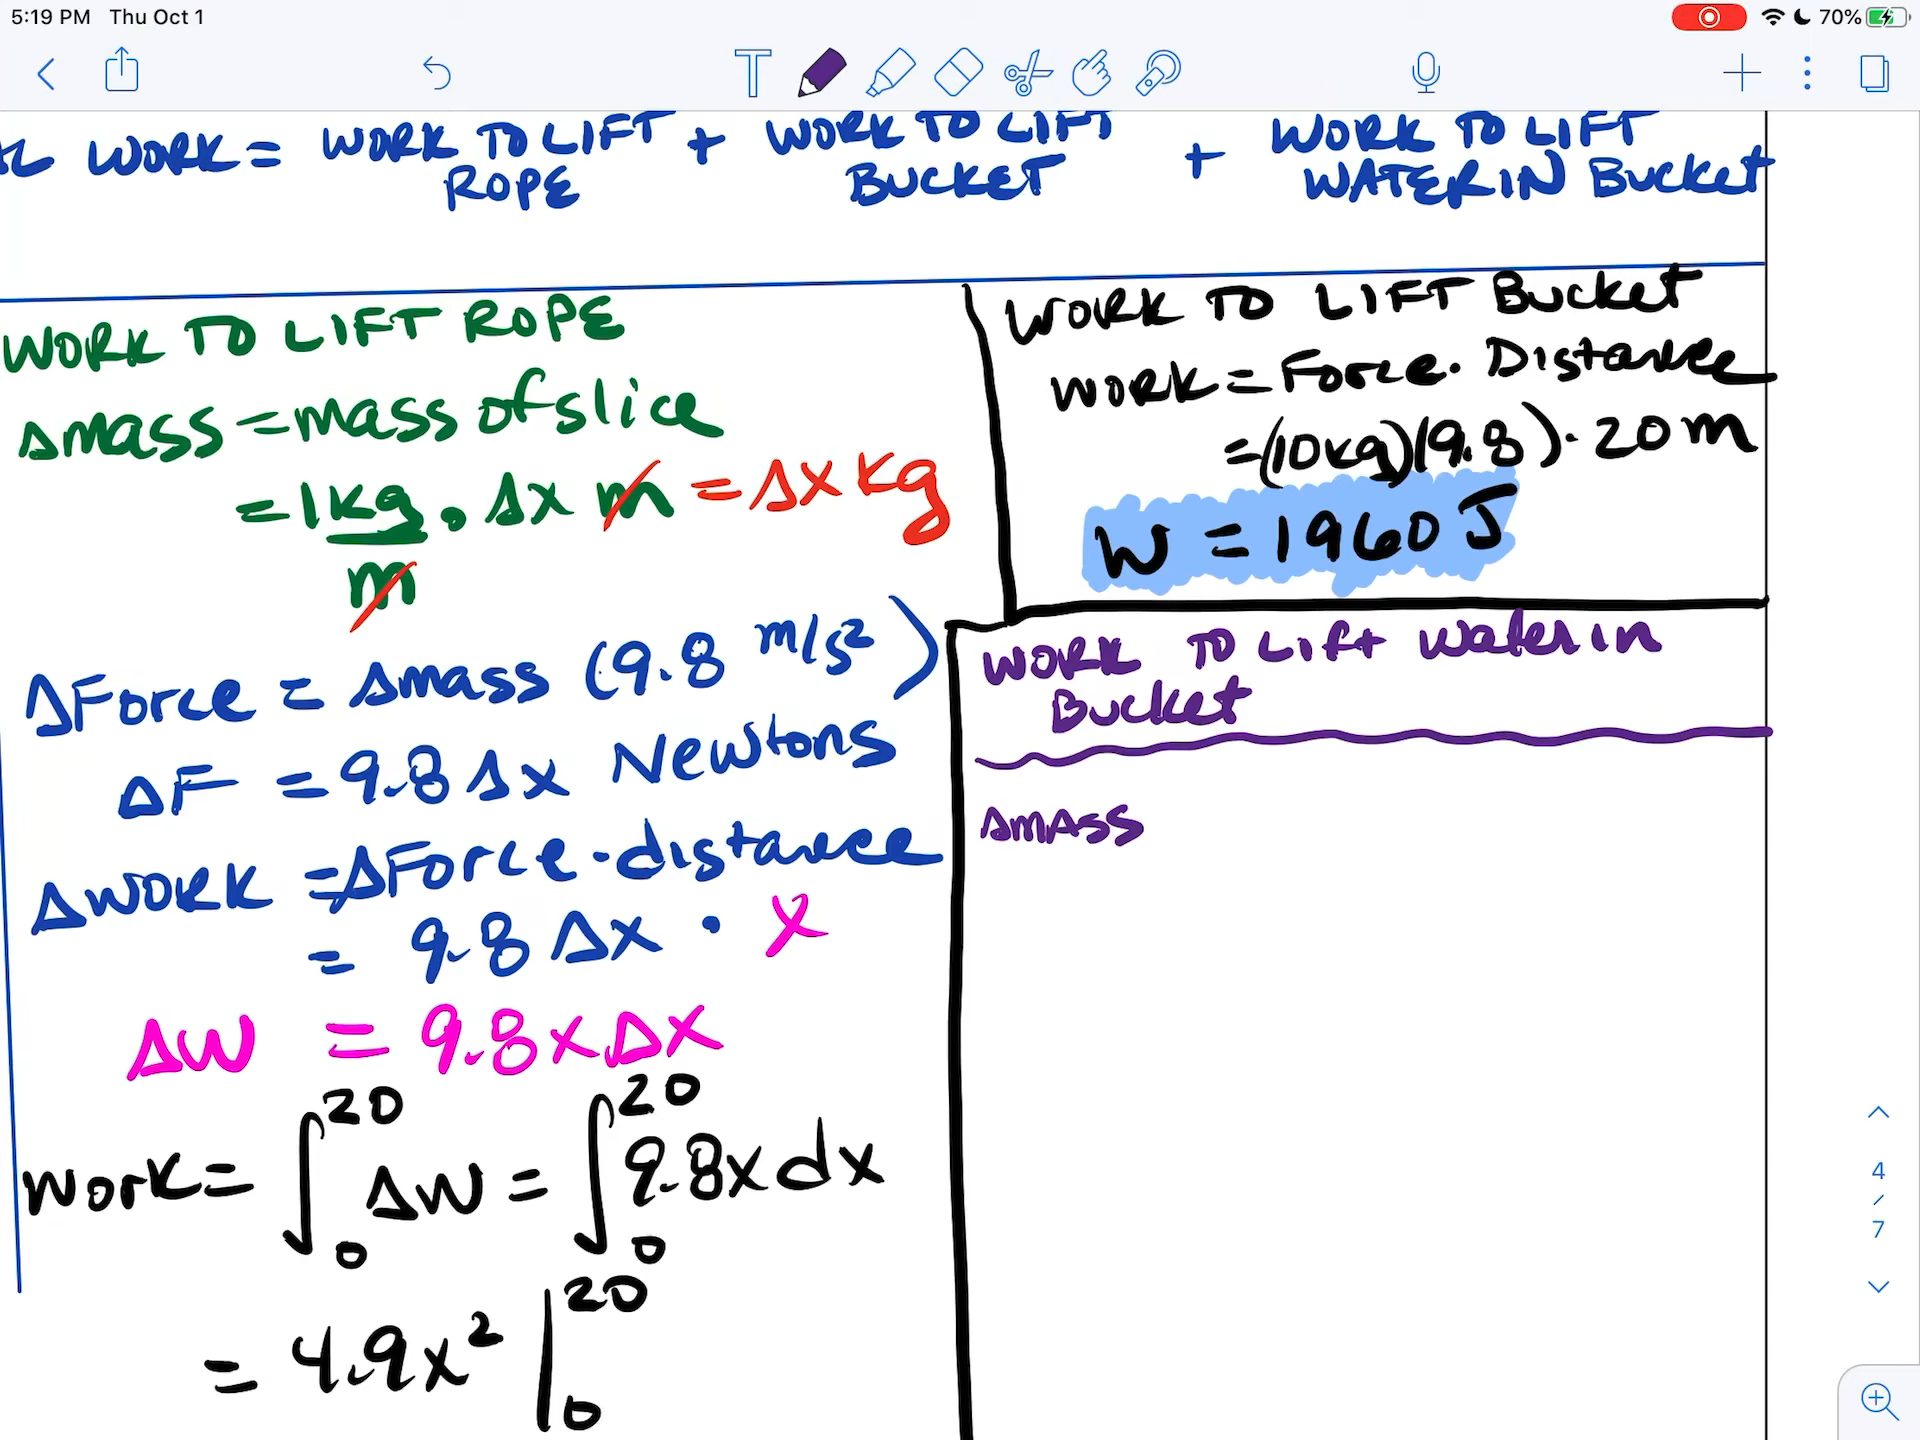 5:19 PM Thu Oct 1
70%
T
WORK = WORK TO LIFT ROPE + WORK TO LIFT BUCKET + WORK TO LIFT WATER IN Bucket
WORK TO LIFT ROPE
Δmass = mass of slice
= 1 kg/m · Δx m = Δx kg
ΔForce = Δmass (9.8 m/s²)
ΔF = 9.8 Δx Newtons
ΔWORK = ΔForce · distance
= 9.8 Δx · x
ΔW = 9.8xΔx
Work = ∫₀²⁰ ΔW = ∫₀²⁰ 9.8x dx
= 4.9x² |₀²⁰
WORK TO LIFT Bucket
WORK = Force · Distance
= (10kg)(9.8) · 20m
W = 1960 J
WORK TO Lift Water in
Bucket
ΔMASS
4
/
7